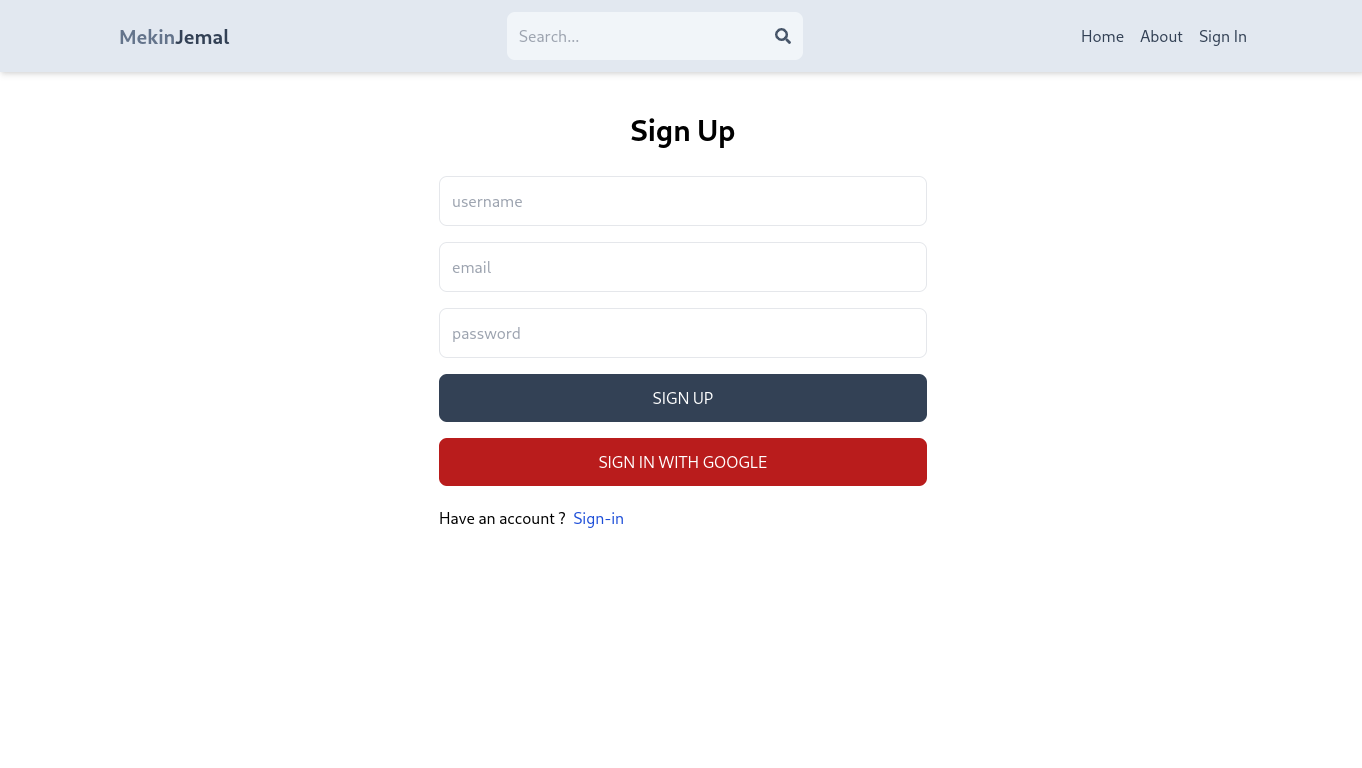 MekinJemal
Search...
Home About Sign In
Sign Up
username
email
password
SIGN UP
SIGN IN WITH GOOGLE
Have an account ? Sign-in